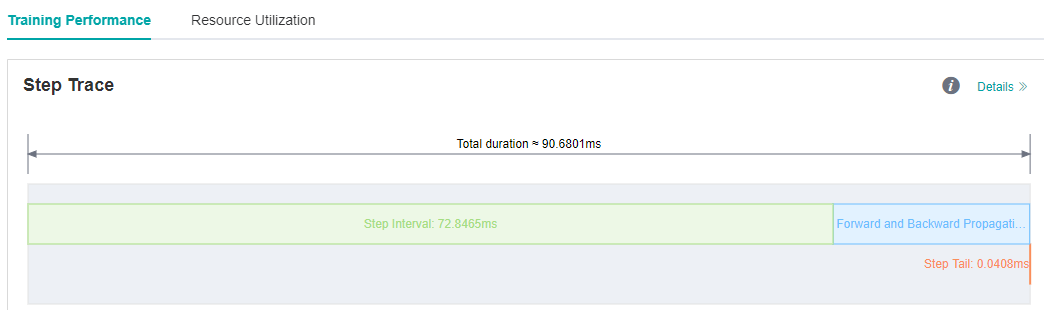 Training Performance Resource Utilization
Step Trace
i Details
Total duration ≈ 90.6801ms
Step Interval: 72.8465ms Forward and Backward Propagati...
Step Tail: 0.0408ms